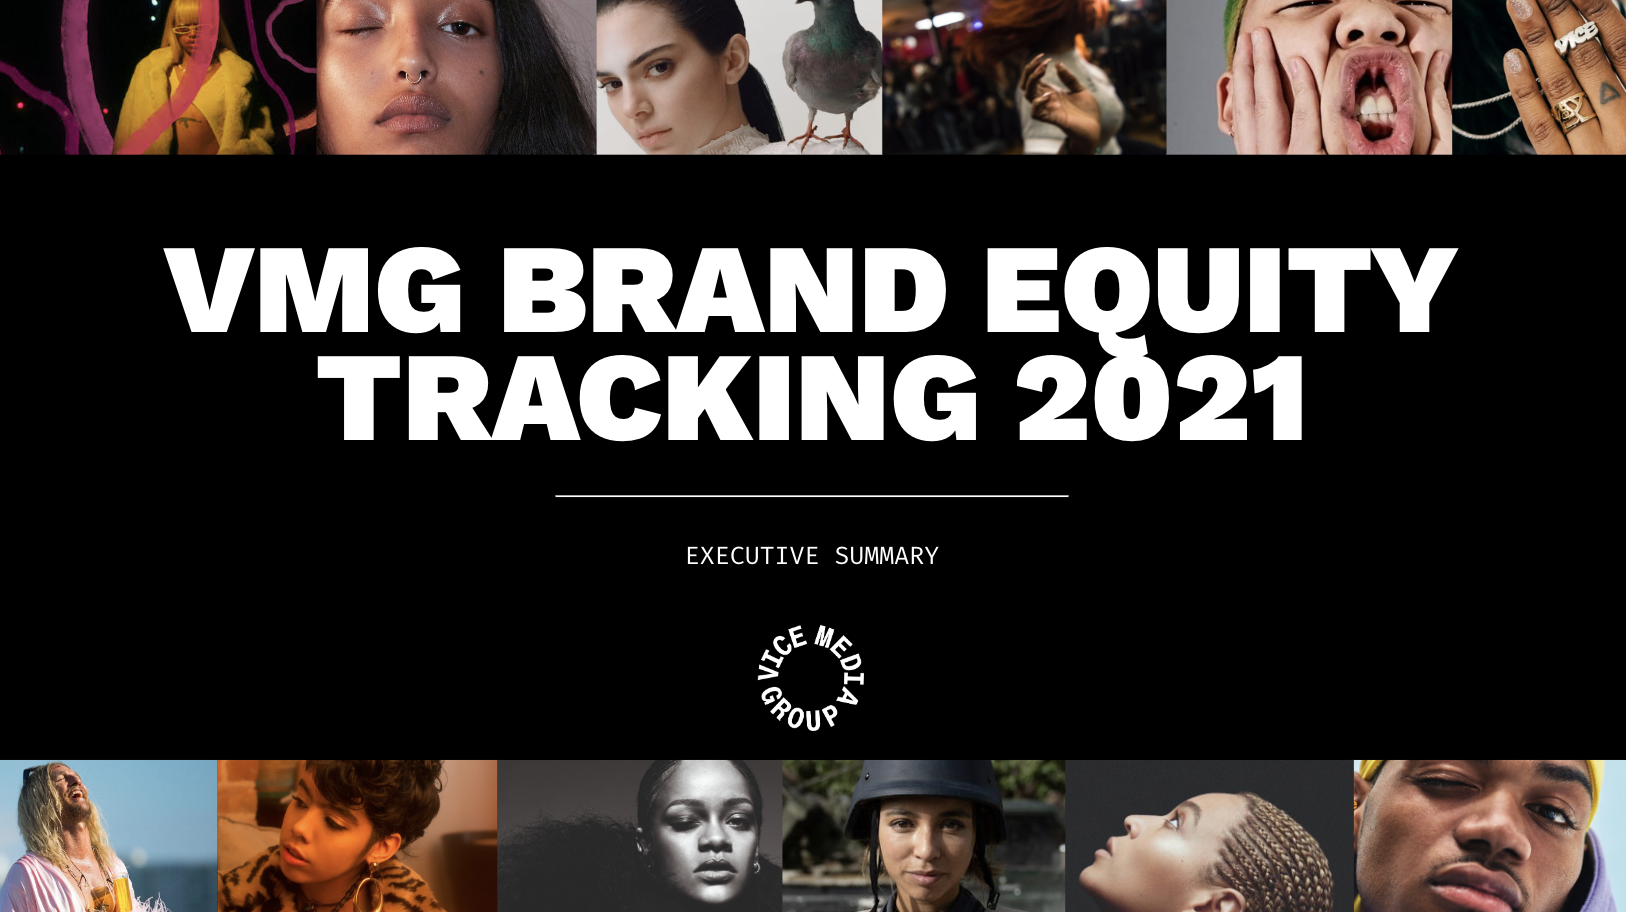 VICE
VMG BRAND EQUITY
TRACKING 2021
EXECUTIVE SUMMARY
VICE MEDIA GROUP